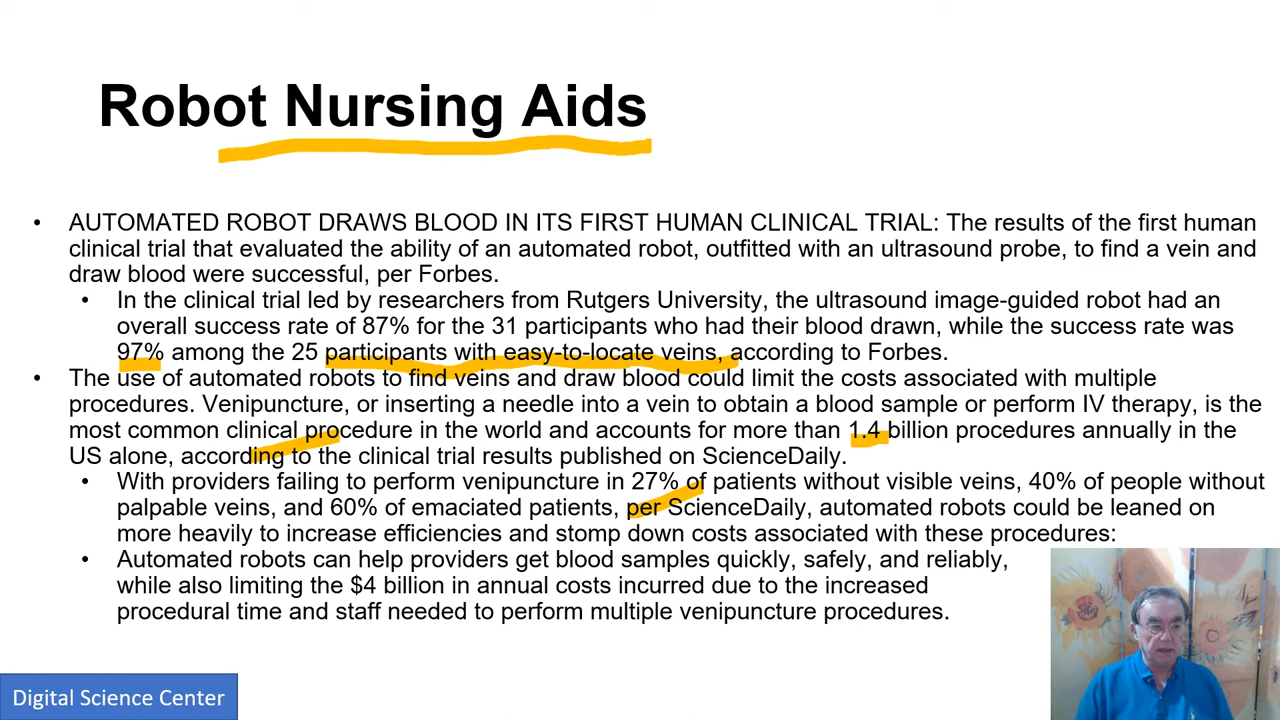 Robot Nursing Aids
• AUTOMATED ROBOT DRAWS BLOOD IN ITS FIRST HUMAN CLINICAL TRIAL: The results of the first human
clinical trial that evaluated the ability of an automated robot, outfitted with an ultrasound probe, to find a vein and
draw blood were successful, per Forbes.
• In the clinical trial led by researchers from Rutgers University, the ultrasound image-guided robot had an
overall success rate of 87% for the 31 participants who had their blood drawn, while the success rate was
97% among the 25 participants with easy-to-locate veins, according to Forbes.
• The use of automated robots to find veins and draw blood could limit the costs associated with multiple
procedures. Venipuncture, or inserting a needle into a vein to obtain a blood sample or perform IV therapy, is the
most common clinical procedure in the world and accounts for more than 1.4 billion procedures annually in the
US alone, according to the clinical trial results published on ScienceDaily.
• With providers failing to perform venipuncture in 27% of patients without visible veins, 40% of people without
palpable veins, and 60% of emaciated patients, per ScienceDaily, automated robots could be leaned on
more heavily to increase efficiencies and stomp down costs associated with these procedures:
• Automated robots can help providers get blood samples quickly, safely, and reliably,
while also limiting the $4 billion in annual costs incurred due to the increased
procedural time and staff needed to perform multiple venipuncture procedures.
Digital Science Center